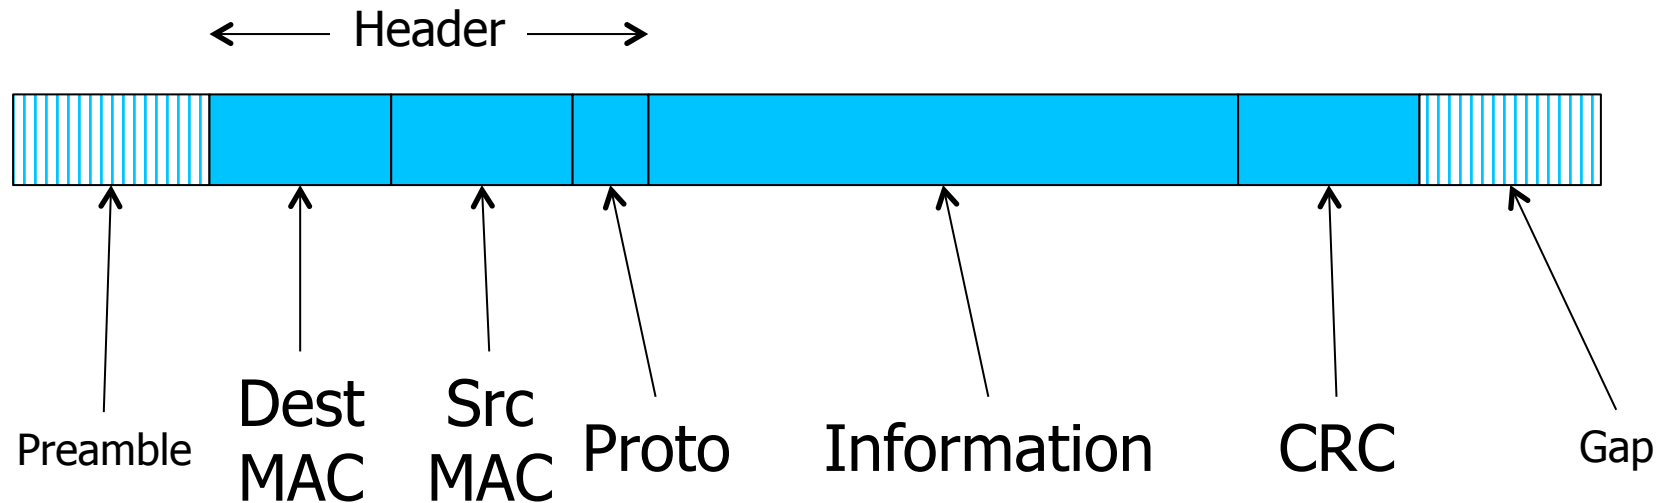 Header
Preamble
Dest
MAC
Src
MAC
Proto
Information
CRC
Gap